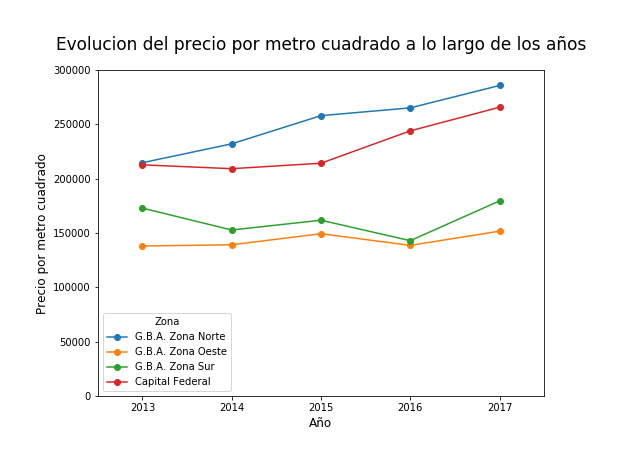 Evolucion del precio por metro cuadrado a lo largo de los años
300000
250000
200000
150000
100000
50000
0
Precio por metro cuadrado
Zona
G.B.A. Zona Norte
G.B.A. Zona Oeste
G.B.A. Zona Sur
Capital Federal
2013 2014 2015 2016 2017
Año